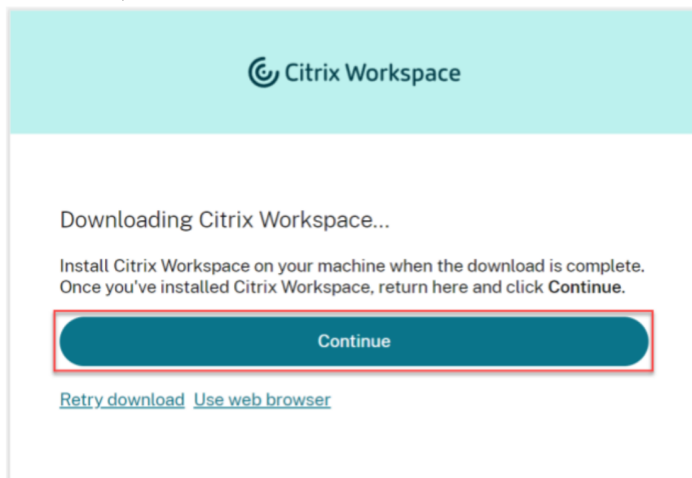 Citrix Workspace
Downloading Citrix Workspace...
Install Citrix Workspace on your machine when the download is complete.
Once you've installed Citrix Workspace, return here and click Continue.
Continue
Retry download Use web browser